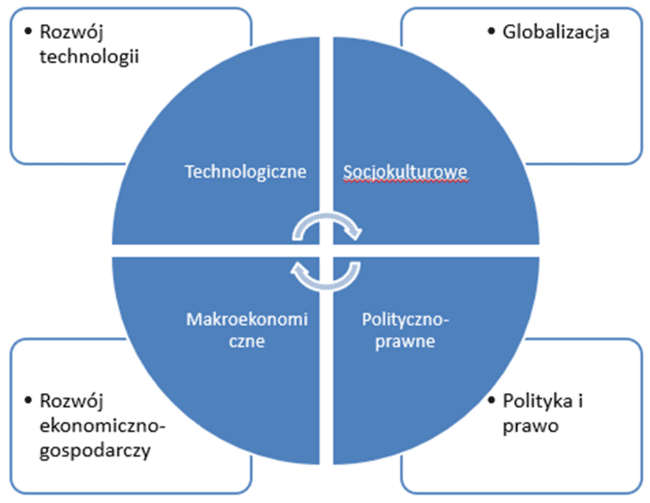 • Rozwój
technologii
• Globalizacja
Technologiczne
Socjokulturowe
Makroekonomi
czne
Polityczno-
prawne
• Rozwój
ekonomiczno-
gospodarczy
• Polityka i
prawo